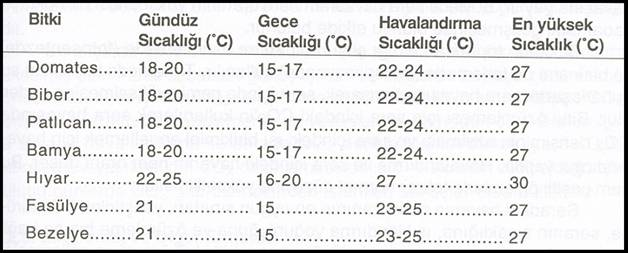 Bitki Gündüz Gece Havalandırma En yüksek
Sıcaklığı (˚C) Sıcaklığı (˚C) Sıcaklığı (˚C) Sıcaklık (˚C)
Domates.. 18-20 15-17 22-24 27
Biber 18-20 15-17 22-24 27
Patlıcan 18-20 15-17 22-24 27
Bamya 18-20 15-17 22-24 27
Hıyar 22-25 18-20 27 30
Fasülye 21 15 23-25 27
Bezelye 21 15 23-25 27